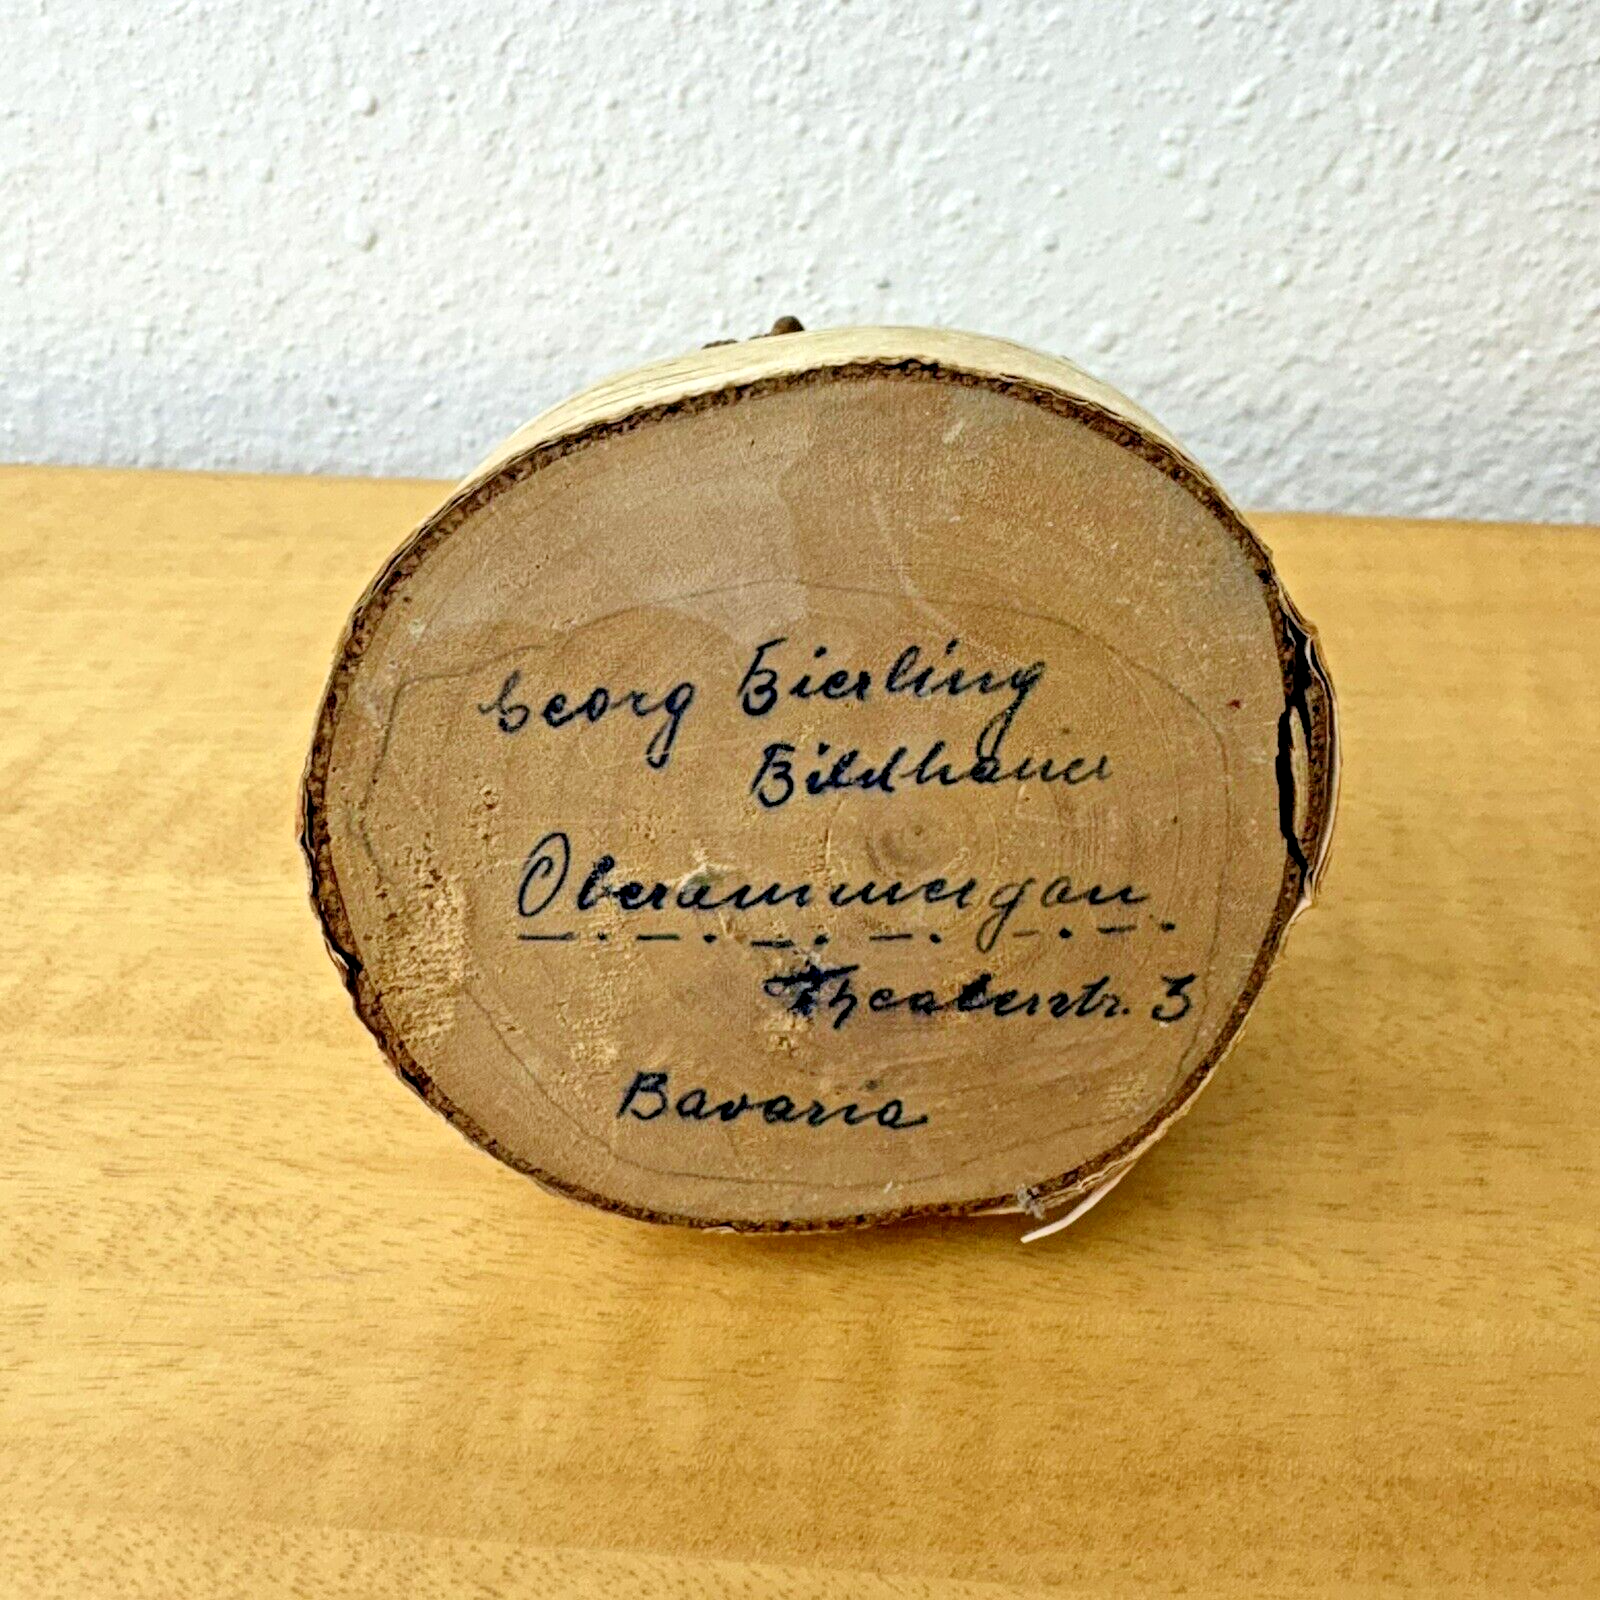 Georg Bierling
Bildhauer
Oberammergau
Theaterstr. 3
Bavaria